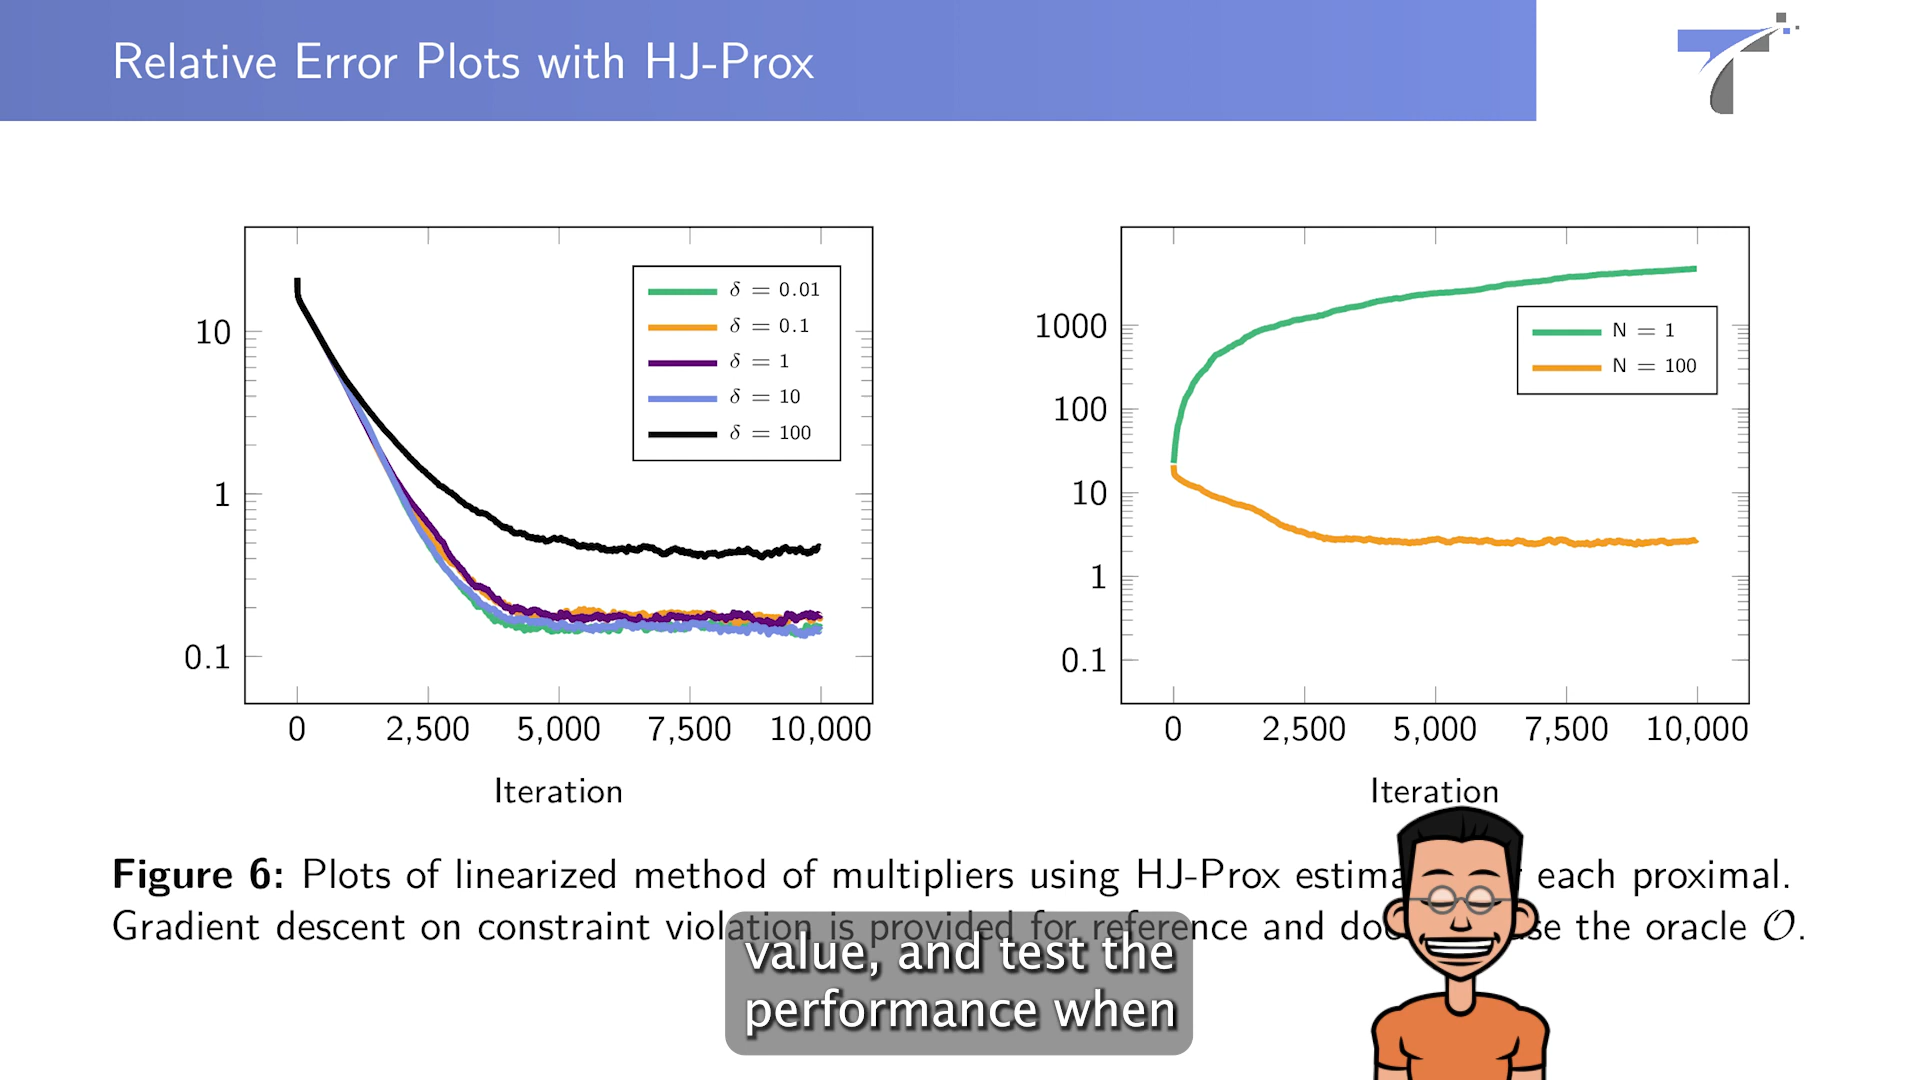 Relative Error Plots with HJ-Prox
10
1
0.1
0
2,500
5,000
7,500
10,000
Iteration
δ = 0.01
δ = 0.1
δ = 1
δ = 10
δ = 100
1000
100
10
1
0.1
0
2,500
5,000
7,500
10,000
Iteration
N = 1
N = 100
Figure 6: Plots of linearized method of multipliers using HJ-Prox each proximal.
Gradient descent on constraint violation is provided for reference and the oracle 𝒪.
value, and test the
performance when